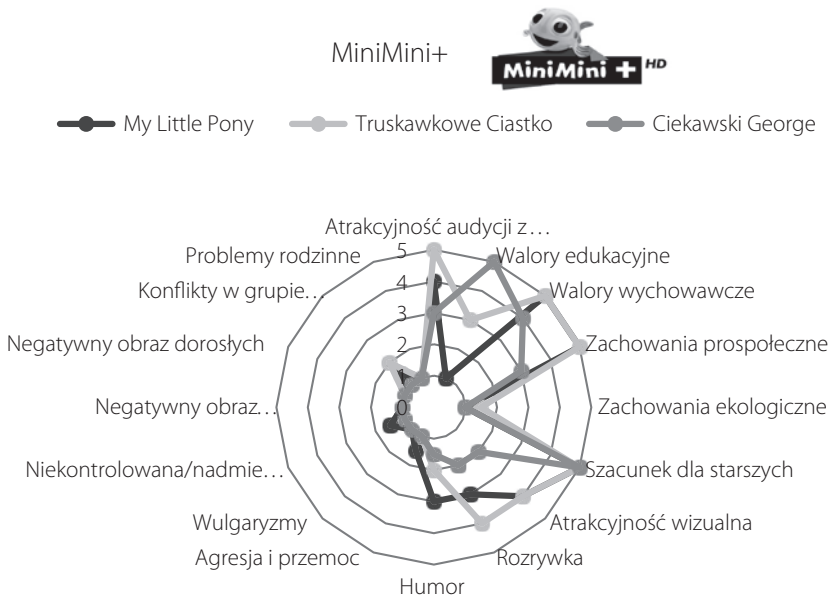 MiniMini+
MiniMini + HD
My Little Pony
Truskawkowe Ciastko
Ciekawski George
Atrakcyjność audycji z…
Walory edukacyjne
Walory wychowawcze
Zachowania prospołeczne
Zachowania ekologiczne
Szacunek dla starszych
Atrakcyjność wizualna
Rozrywka
Humor
Agresja i przemoc
Wulgaryzmy
Niekontrolowana/nadmie…
Negatywny obraz…
Negatywny obraz dorosłych
Konflikty w grupie…
Problemy rodzinne
5
4
3
2
1
0